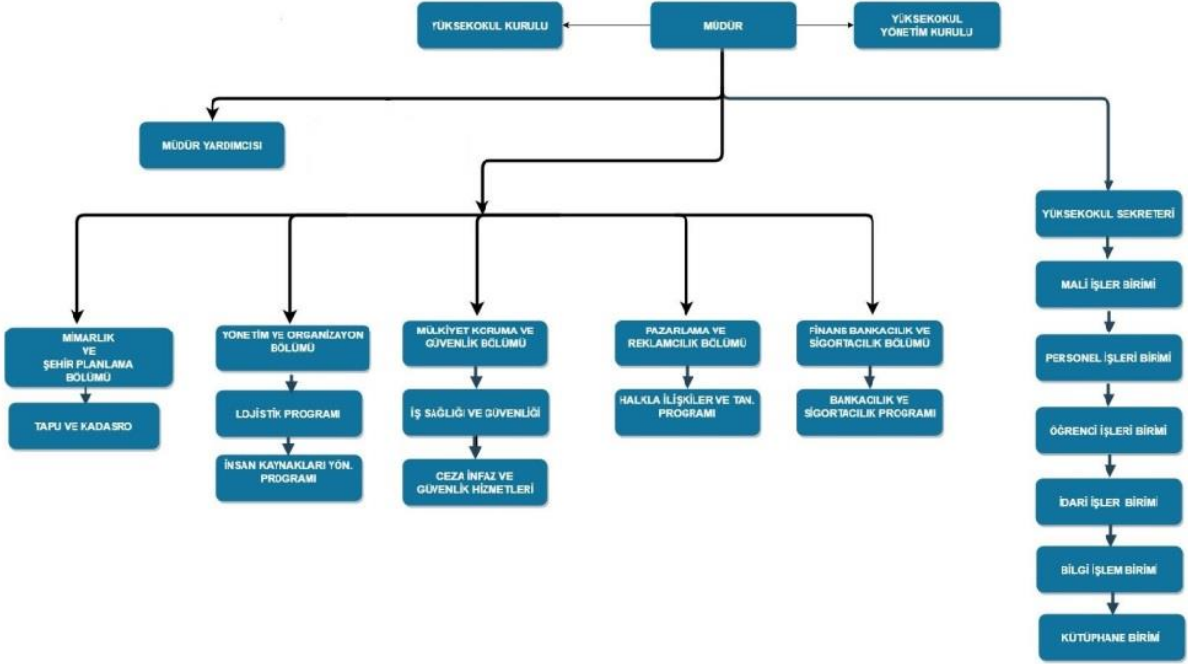 YÜKSEKOKUL KURULU
MÜDÜR
YÜKSEKOKUL
YÖNETİM KURULU
MÜDÜR YARDIMCISI
YÜKSEKOKUL SEKRETERİ
MALİ İŞLER BİRİMİ
PERSONEL İŞLERİ BİRİMİ
ÖĞRENCİ İŞLERİ BİRİMİ
İDARİ İŞLER BİRİMİ
BİLGİ İŞLEM BİRİMİ
KÜTÜPHANE BİRİMİ
MİMARLIK
VE
ŞEHİR PLANLAMA
BÖLÜMÜ
TAPU VE KADASRO
YÖNETİM VE ORGANİZAYON
BÖLÜMÜ
LOJİSTİK PROGRAMI
İNSAN KAYNAKLARI YÖN.
PROGRAMI
MÜLKİYET KORUMA VE
GÜVENLİK BÖLÜMÜ
İŞ SAĞLIĞI VE GÜVENLİĞİ
CEZA İNFAZ VE
GÜVENLİK HİZMETLERİ
PAZARLAMA VE
REKLAMCILIK BÖLÜMÜ
HALKLA İLİŞKİLER VE TAN.
PROGRAMI
FİNANS BANKACILIK VE
SİGORTACILIK BÖLÜMÜ
BANKACILIK VE
SİGORTACILIK PROGRAMI